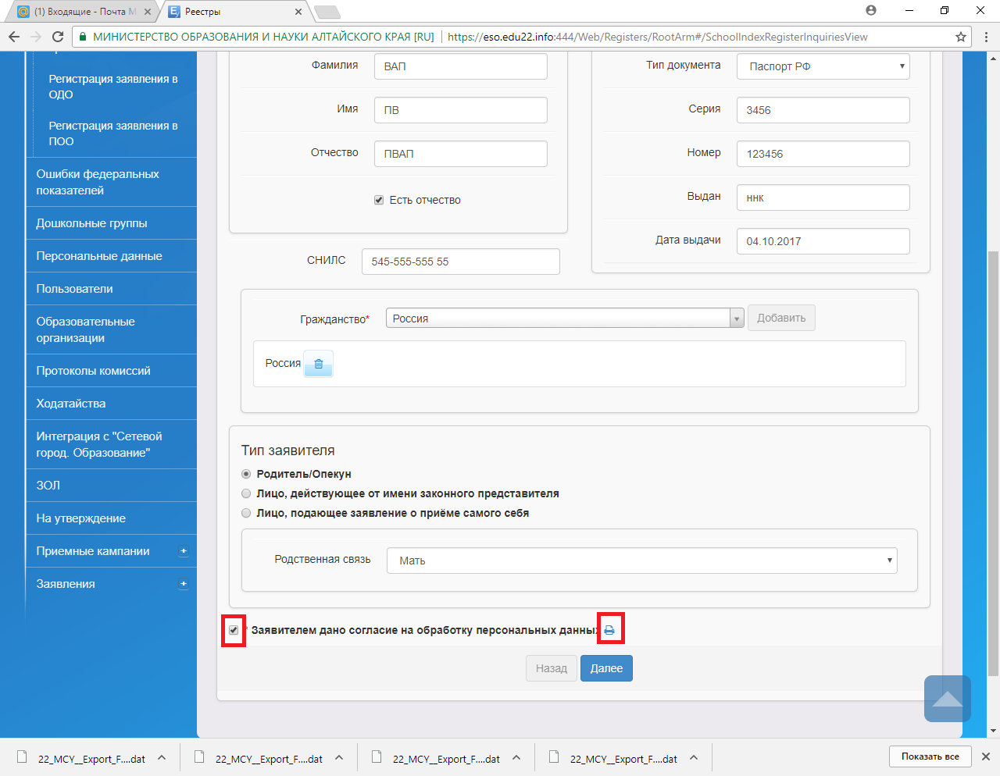 (1) Входящие - Почта M
Реестры
МИНИСТЕРСТВО ОБРАЗОВАНИЯ И НАУКИ АЛТАЙСКОГО КРАЯ [RU]
https://eso.edu22.info:444/Web/Registers/RootArm#/SchoolIndexRegisterInquiriesView
Регистрация заявления в
ОДО
Регистрация заявления в
ПОО
Ошибки федеральных
показателей
Дошкольные группы
Персональные данные
Пользователи
Образовательные
организации
Протоколы комиссий
Ходатайства
Интеграция с "Сетевой
город. Образование"
ЗОЛ
На утверждение
Приемные кампании
Заявления
Фамилия ВАП
Имя ПВ
Отчество ПВАП
Есть отчество
СНИЛС 545-555-555 55
Тип документа Паспорт РФ
Серия 3456
Номер 123456
Выдан ннк
Дата выдачи 04.10.2017
Гражданство* Россия Добавить
Россия
Тип заявителя
Родитель/Опекун
Лицо, действующее от имени законного представителя
Лицо, подающее заявление о приёме самого себя
Родственная связь Мать
* Заявителем дано согласие на обработку персональных данных
Назад Далее
22_MCY__Export_F....dat
22_MCY__Export_F....dat
22_MCY__Export_F....dat
22_MCY__Export_F....dat
Показать все